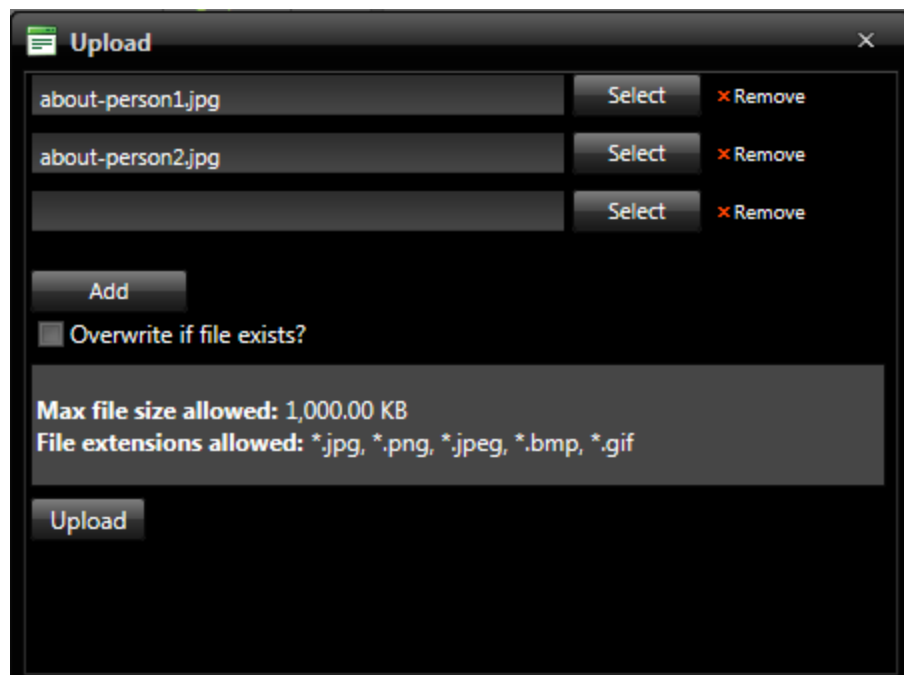 Upload
about-person1.jpg Select Remove
about-person2.jpg Select Remove
Select Remove
Add
Overwrite if file exists?
Max file size allowed: 1,000.00 KB
File extensions allowed: *.jpg, *.png, *.jpeg, *.bmp, *.gif
Upload